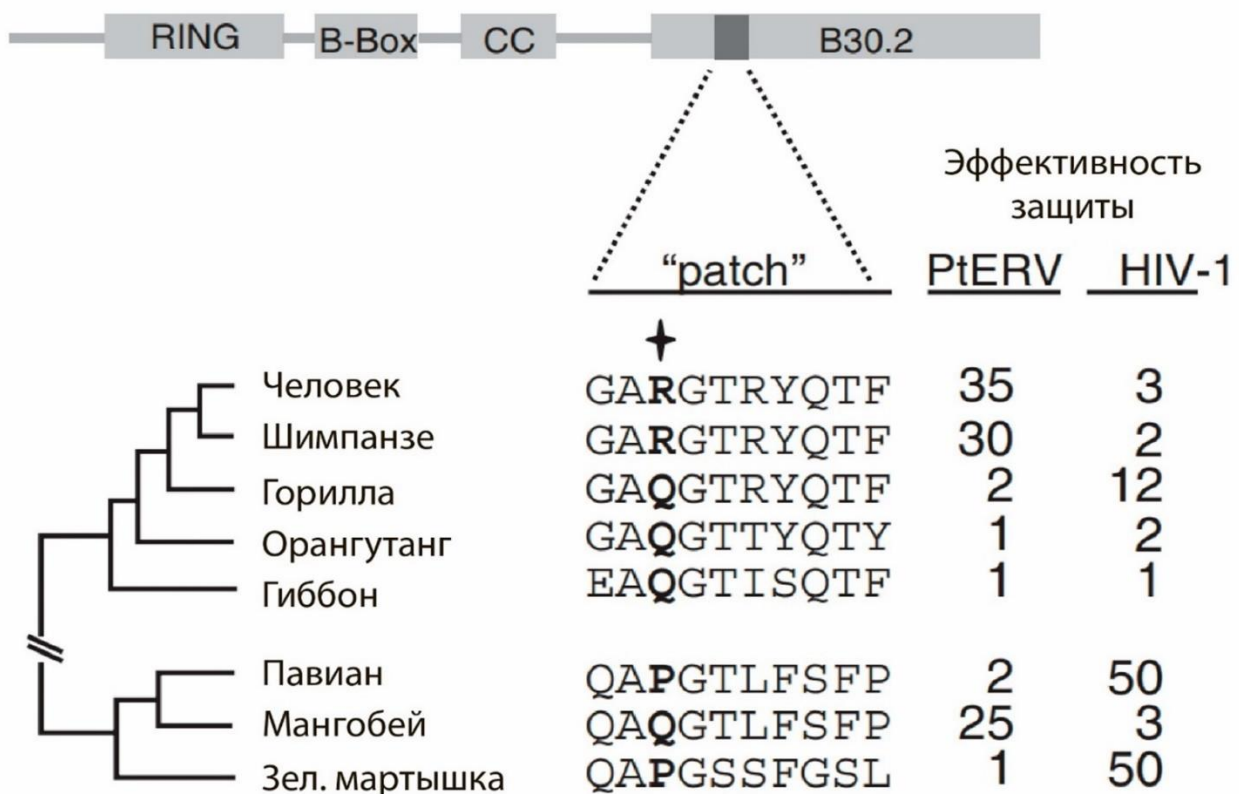 RING B-Box CC B30.2
Эффективность
защиты
“patch” PtERV HIV-1
Человек GARGTRYQTF 35 3
Шимпанзе GARGTRYQTF 30 2
Горилла GAQGTRYQTF 2 12
Орангутанг GAQGTTYQTY 1 2
Гиббон EAQGTISQTF 1 1
Павиан QAPGTLFSFP 2 50
Мангобей QAQGTLFSFP 25 3
Зел. мартышка QAPGSSFGSL 1 50